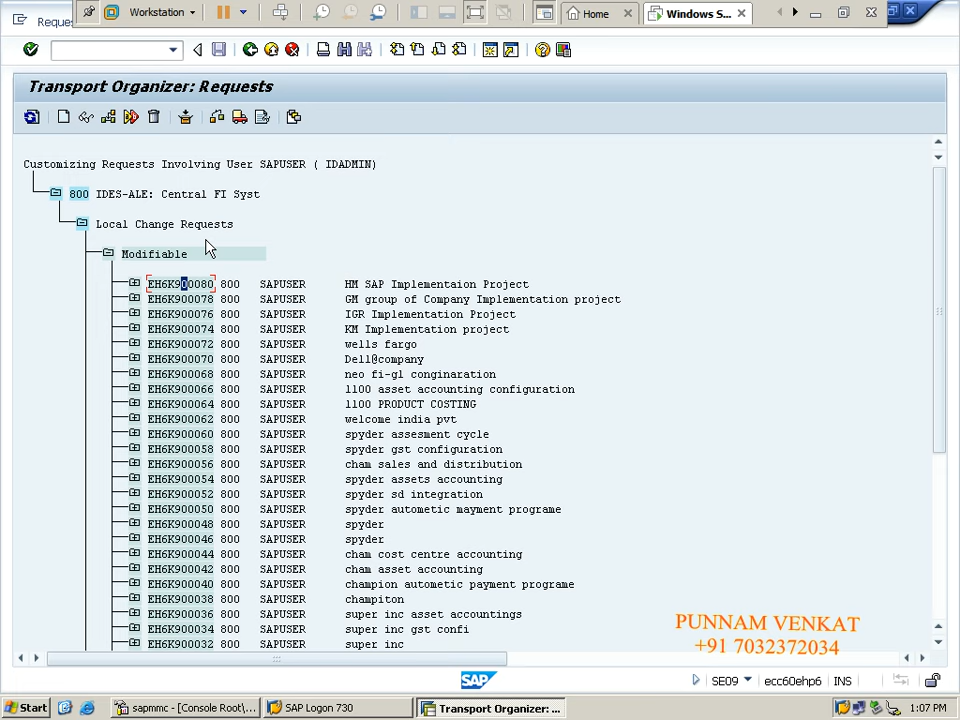 Workstation
Home
Windows S...
Reques
Transport Organizer: Requests
Customizing Requests Involving User SAPUSER ( IDADMIN)
800 IDES-ALE: Central FI Syst
Local Change Requests
Modifiable
EH6K900080 800 SAPUSER HM SAP Implementaion Project
EH6K900078 800 SAPUSER GM group of Company Implementation project
EH6K900076 800 SAPUSER IGR Implementation Project
EH6K900074 800 SAPUSER KM Implementation project
EH6K900072 800 SAPUSER wells fargo
EH6K900070 800 SAPUSER Dell@company
EH6K900068 800 SAPUSER neo fi-gl conginaration
EH6K900066 800 SAPUSER 1100 asset accounting configuration
EH6K900064 800 SAPUSER 1100 PRODUCT COSTING
EH6K900062 800 SAPUSER welcome india pvt
EH6K900060 800 SAPUSER spyder assesment cycle
EH6K900058 800 SAPUSER spyder gst configuration
EH6K900056 800 SAPUSER cham sales and distribution
EH6K900054 800 SAPUSER spyder assets accounting
EH6K900052 800 SAPUSER spyder sd integration
EH6K900050 800 SAPUSER spyder autometic mayment programe
EH6K900048 800 SAPUSER spyder
EH6K900046 800 SAPUSER spyder
EH6K900044 800 SAPUSER cham cost centre accounting
EH6K900042 800 SAPUSER cham asset accounting
EH6K900040 800 SAPUSER champion autometic payment programe
EH6K900038 800 SAPUSER champiton
EH6K900036 800 SAPUSER super inc asset accountings
EH6K900034 800 SAPUSER super inc gst confi
EH6K900032 800 SAPUSER super inc
PUNNAM VENKAT
+91 7032372034
SAP
SE09
ecc60ehp6
INS
Start
sapmmc - [Console Root\...
SAP Logon 730
Transport Organizer: ...
1:07 PM